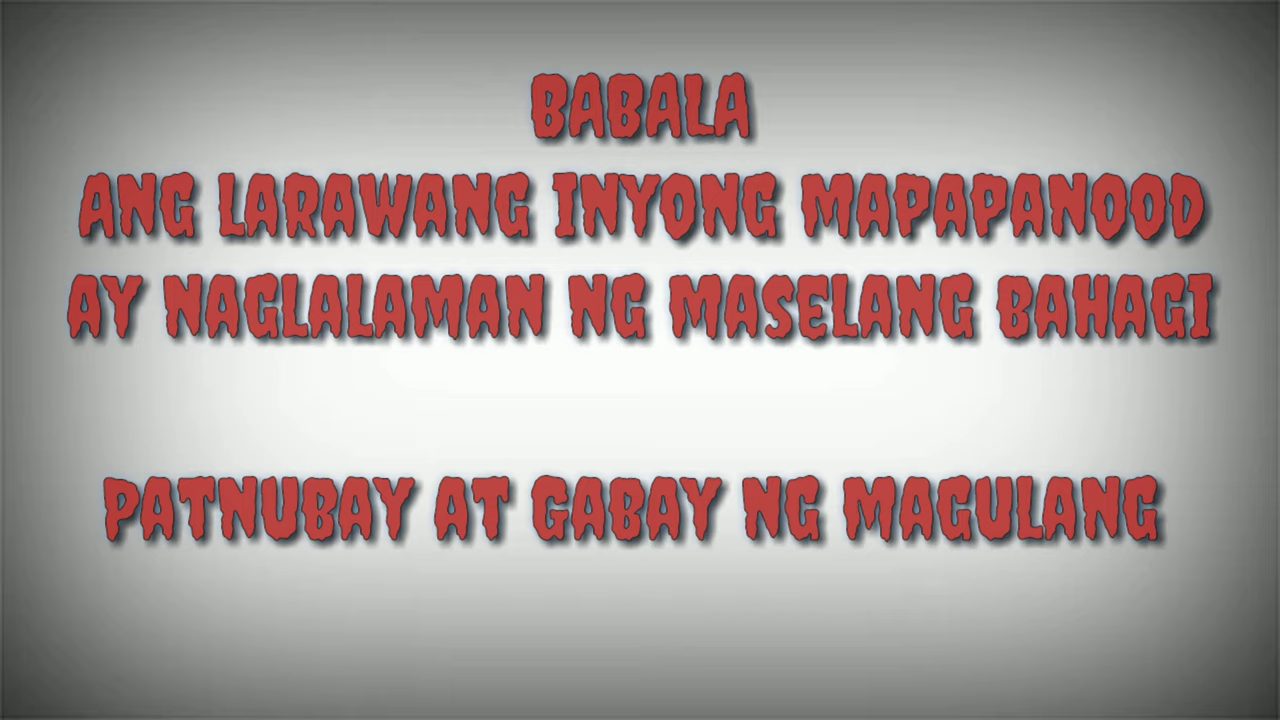 BABALA
ANG LARAWANG INYONG MAPAPANOOD
AY NAGLALAMAN NG MASELANG BAHAGI
PATNUBAY AT GABAY NG MAGULANG